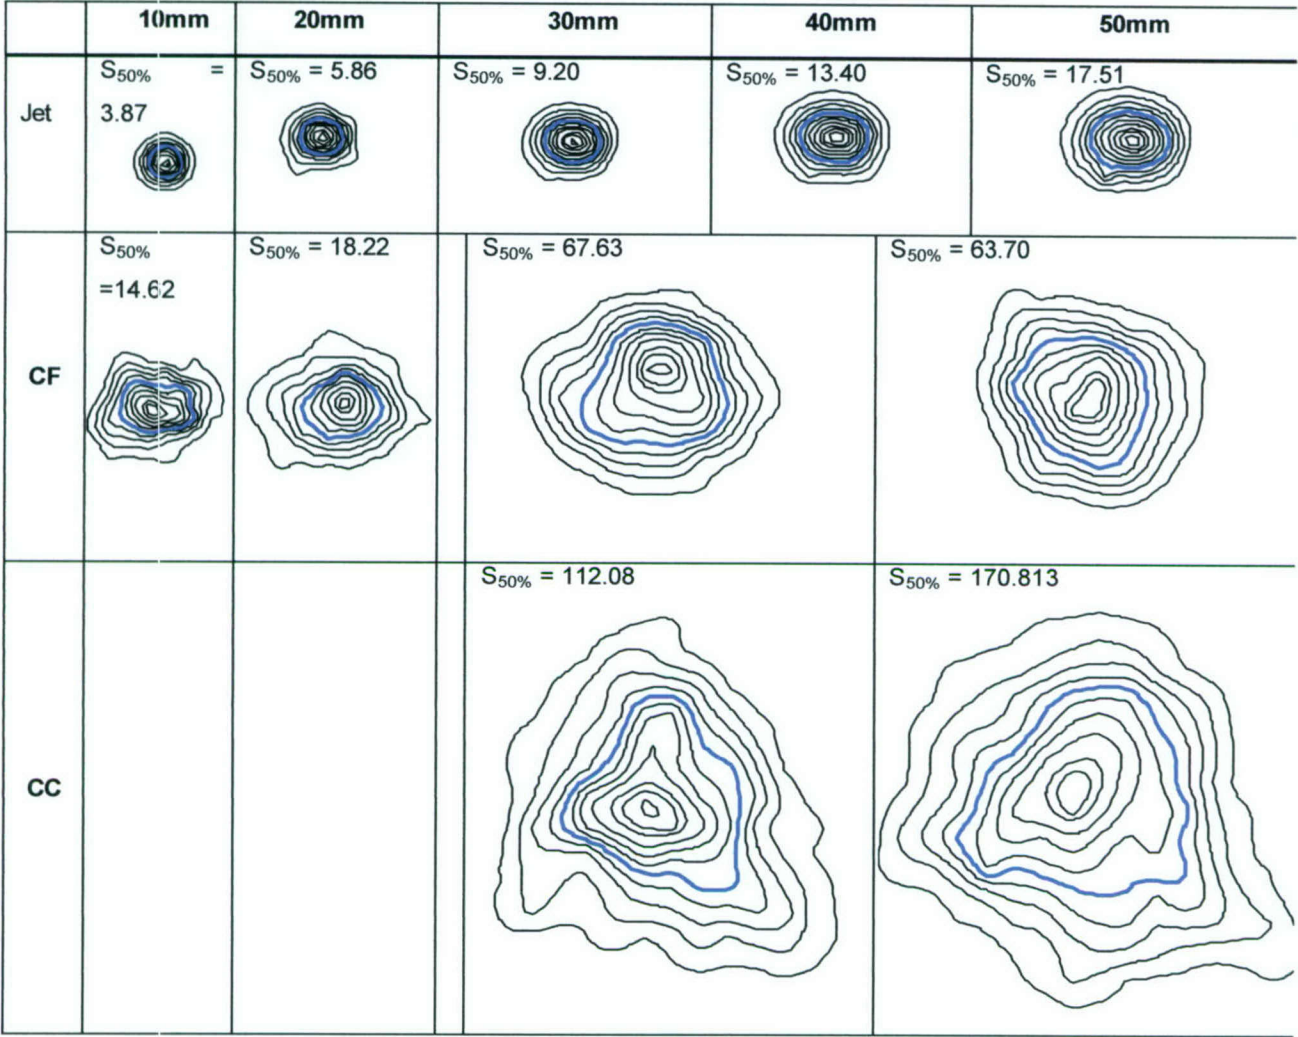 10mm 20mm 30mm 40mm 50mm
Jet
S50% =
3.87
S50% = 5.86
S50% = 9.20
S50% = 13.40
S50% = 17.51
CF
S50%
=14.62
S50% = 18.22
S50% = 67.63
S50% = 63.70
CC
S50% = 112.08
S50% = 170.813